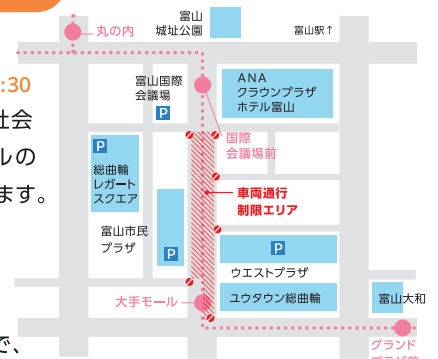 富山
城址公園
富山駅↑
丸の内
:30
富山国際
会議場
P
ANA
クラウンプラザ
ホテル富山
社会
国際
会議場前
ルの
P
総曲輪
レガート
スクエア
ます。
車両通行
制限エリア
富山市民
プラザ
P
P
ウエストプラザ
大手モール
ユウタウン総曲輪
富山大和
で、
グランド
プラザ前